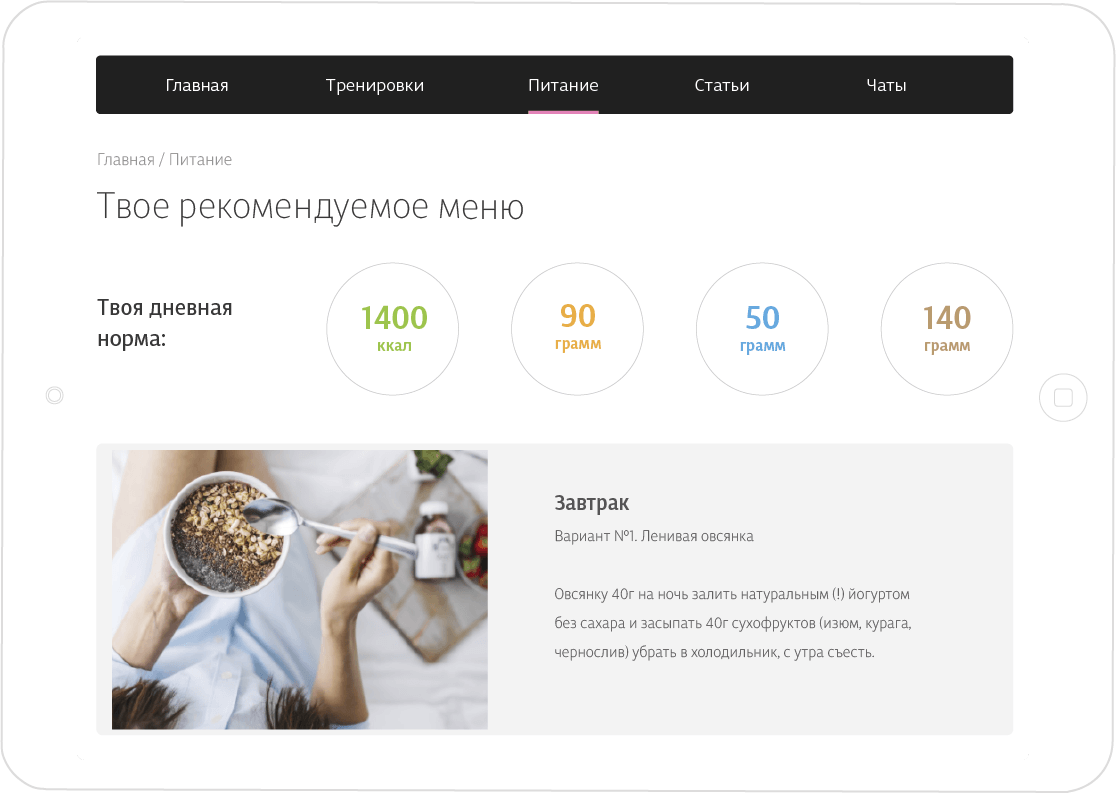 Главная Тренировки Питание Статьи Чаты
Главная / Питание
Твое рекомендуемое меню
Твоя дневная
норма:
1400
ккал
90
грамм
50
грамм
140
грамм
Завтрак
Вариант №1. Ленивая овсянка
Овсянку 40г на ночь залить натуральным (!) йогуртом
без сахара и засыпать 40г сухофруктов (изюм, курага,
чернослив) убрать в холодильник, с утра съесть.